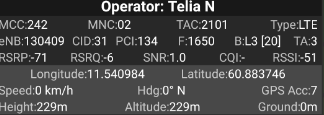 Operator: Telia N
MCC:242 MNC:02 TAC:2101 Type:LTE
eNB:130409 CID:31 PCI:134 F:1650 B:L3 [20] TA:3
RSRP:-71 RSRQ:-6 SNR:1.0 CQI:- RSSI:-51
Longitude:11.540984 Latitude:60.883746
Speed:0 km/h Hdg:0° N GPS Acc:7
Height:229m Altitude:229m Ground:0m